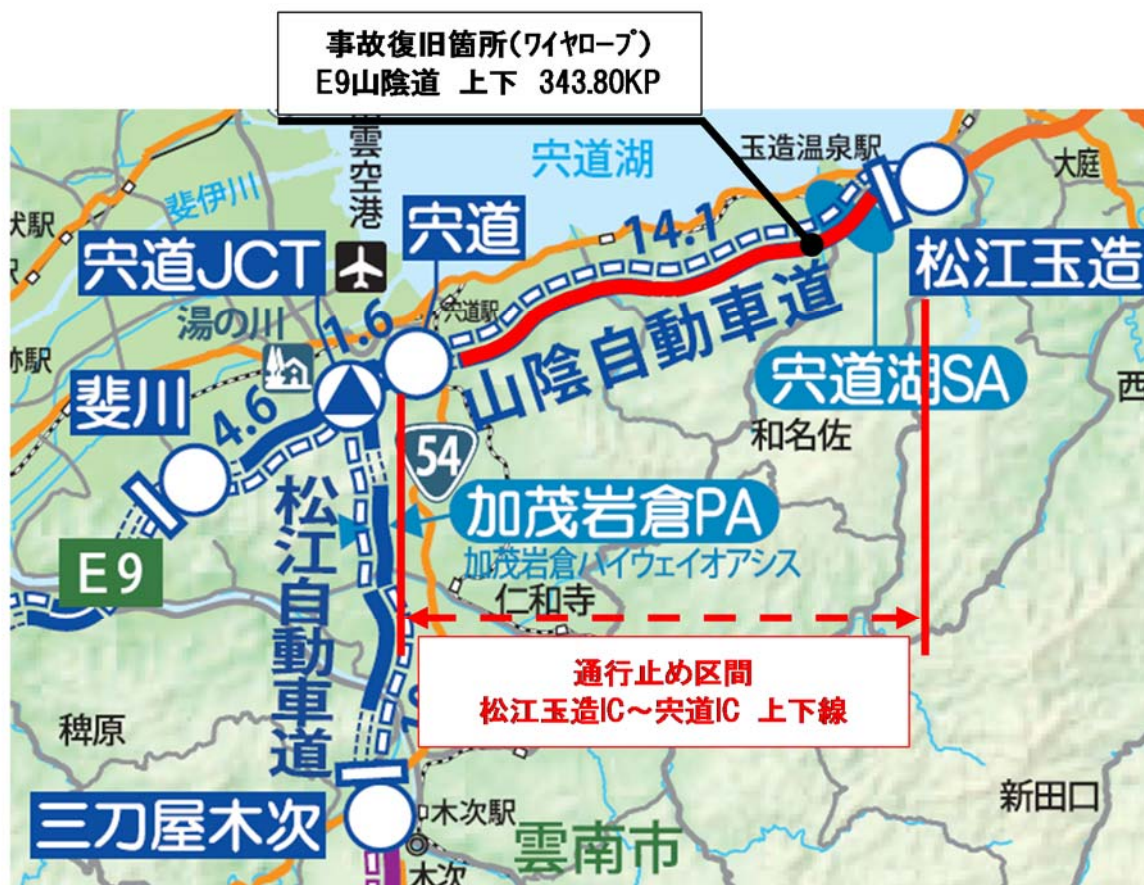 事故復旧箇所(ワイヤロープ)
E9山陰道 上下 343.80KP
雲空港
宍道湖
玉造温泉駅
大庭
斐伊川
伏駅
宍道
14.1
宍道JCT
松江玉造
湯の川
1.6
宍道駅
山陰自動車道
宍道湖SA
跡駅
斐川
4.6
西
和名佐
54
松江自動車道
加茂岩倉PA
加茂岩倉ハイウェイオアシス
E9
仁和寺
通行止め区間
松江玉造IC～宍道IC 上下線
稗原
新田口
三刀屋木次
木次駅
雲南市
木次